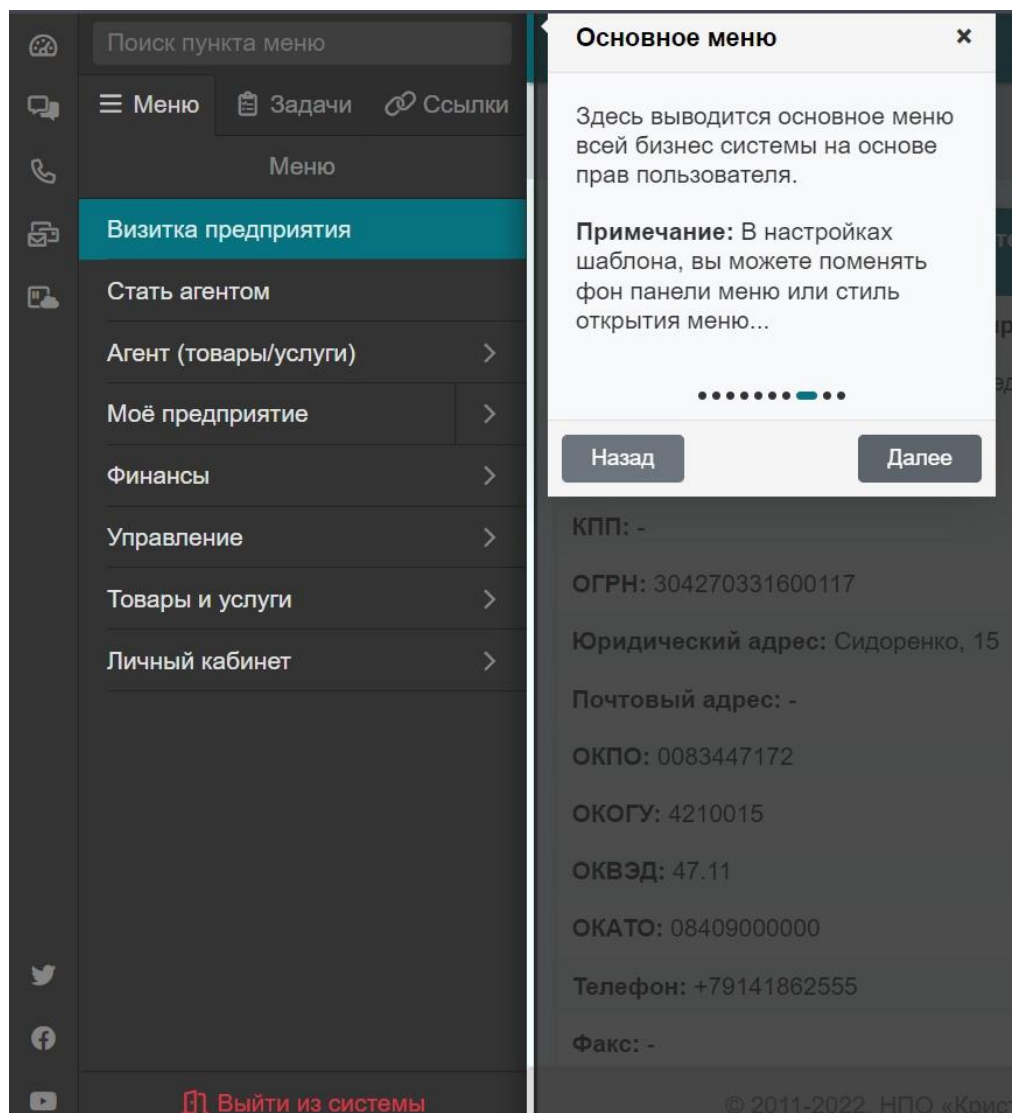 Поиск пункта меню
Меню
Задачи
Ссылки
Меню
Визитка предприятия
Стать агентом
Агент (товары/услуги)
Моё предприятие
Финансы
Управление
Товары и услуги
Личный кабинет
Выйти из системы
Основное меню
Здесь выводится основное меню
всей бизнес системы на основе
прав пользователя.
Примечание: В настройках
шаблона, вы можете поменять
фон панели меню или стиль
открытия меню...
Назад
Далее
КПП: -
ОГРН: 304270331600117
Юридический адрес: Сидоренко, 15
Почтовый адрес: -
ОКПО: 0083447172
ОКОГУ: 4210015
ОКВЭД: 47.11
ОКАТО: 08409000000
Телефон: +79141862555
Факс: -
© 2011-2022 НПО